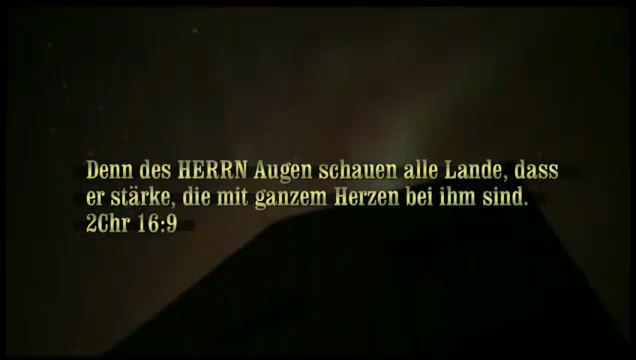 Denn des HERRN Augen schauen alle Lande, dass
er stärke, die mit ganzem Herzen bei ihm sind.
2Chr 16:9